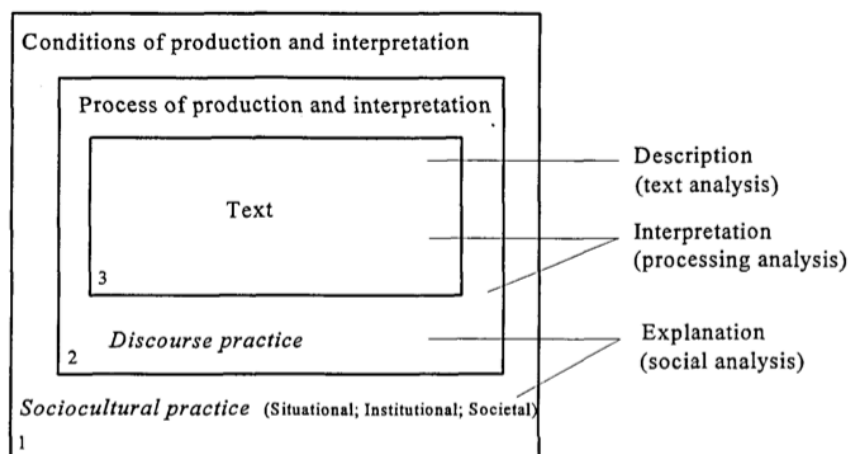 Conditions of production and interpretation
Process of production and interpretation
Text
3
Discourse practice
2
Sociocultural practice (Situational; Institutional; Societal)
1
Description
(text analysis)
Interpretation
(processing analysis)
Explanation
(social analysis)